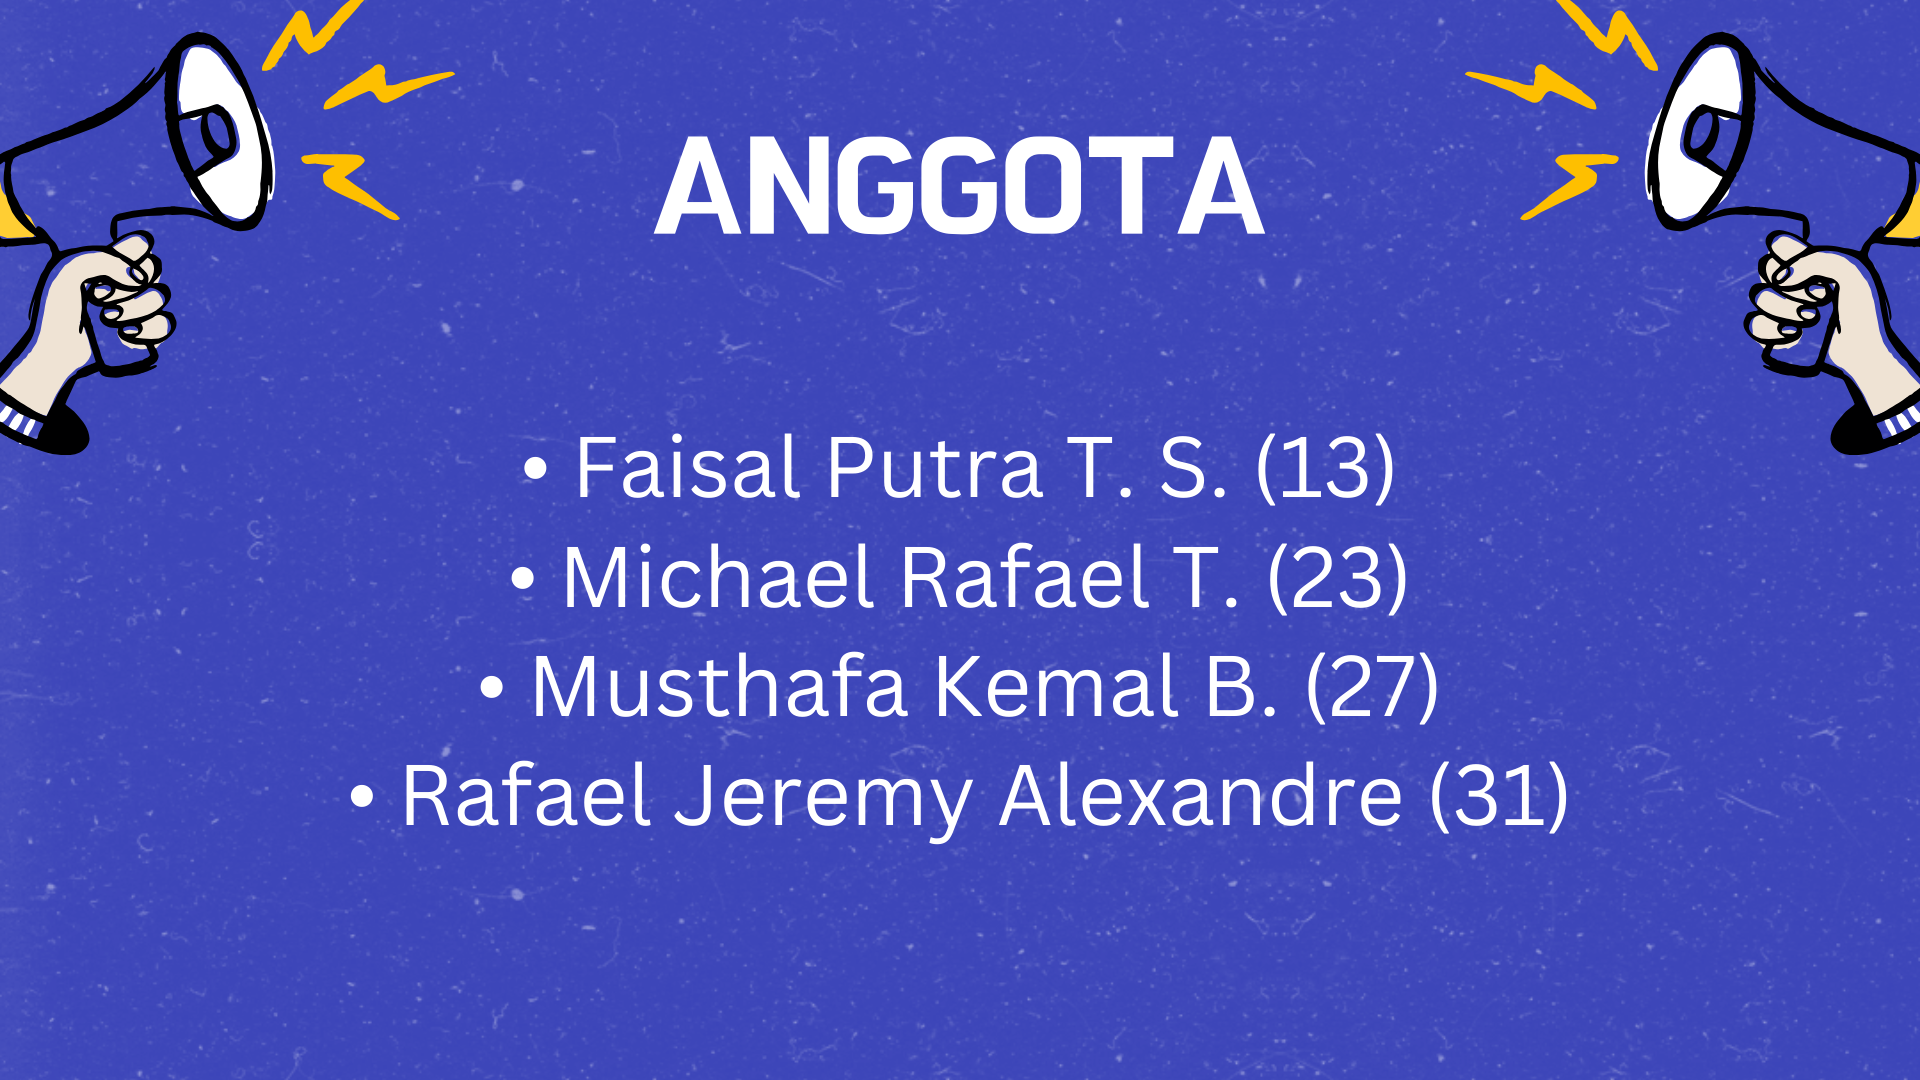 ANGGOTA
• Faisal Putra T. S. (13)
• Michael Rafael T. (23)
• Musthafa Kemal B. (27)
• Rafael Jeremy Alexandre (31)